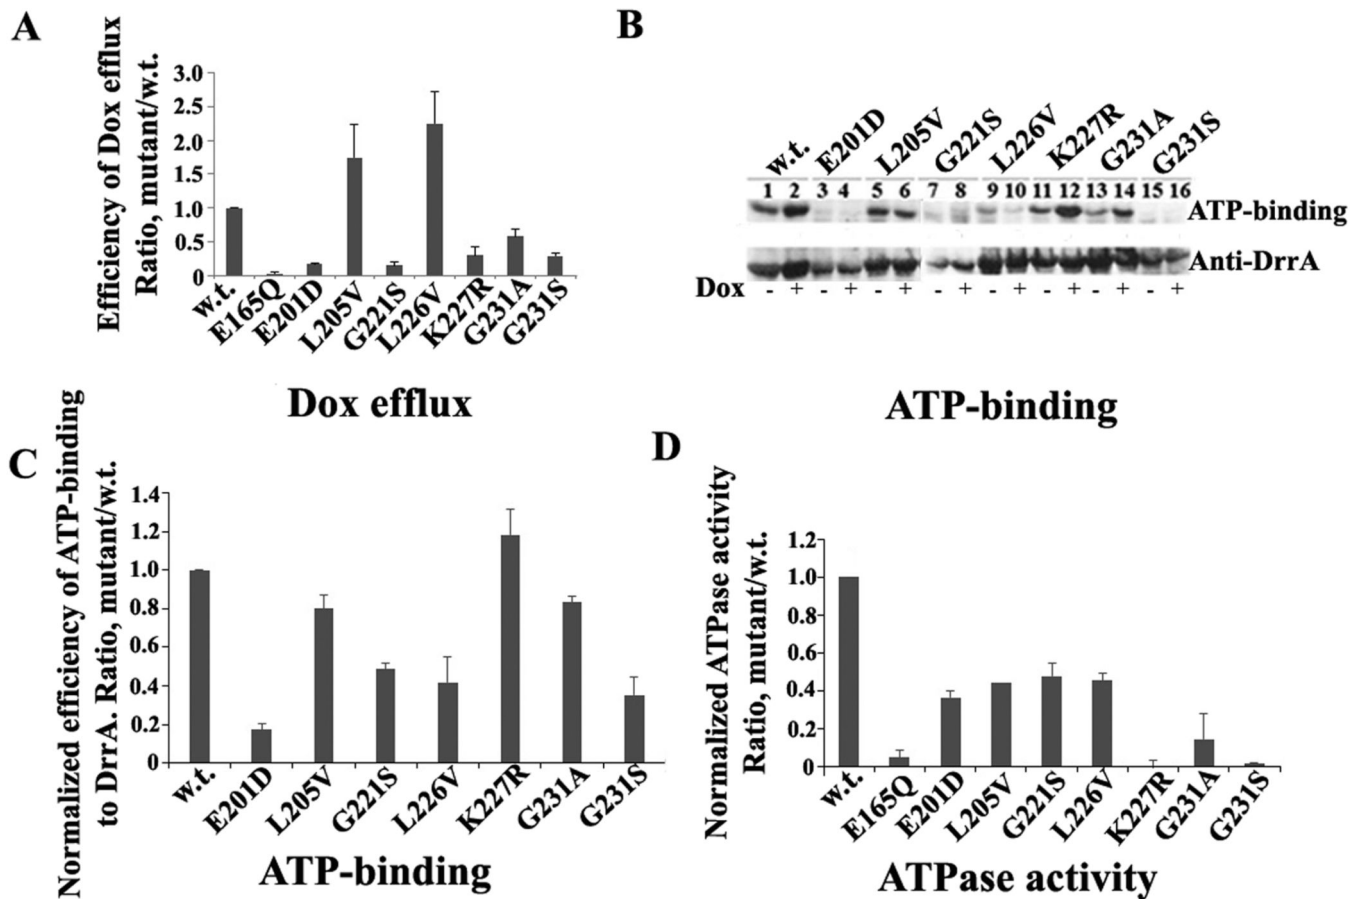 A
Efficiency of Dox efflux
Ratio, mutant/w.t.
3.0
2.5
2.0
1.5
1.0
0.5
0
w.t.
E165Q
E201D
L205V
G221S
L226V
K227R
G231A
G231S
Dox efflux
B
w.t.
E201D
L205V
G221S
L226V
K227R
G231A
G231S
1 2 3 4 5 6 7 8 9 10 11 12 13 14 15 16
ATP-binding
Anti-DrrA
Dox - + - + - + - + - + - + - + - +
ATP-binding
C
Normalized efficiency of ATP-binding
to DrrA. Ratio, mutant/w.t.
1.4
1.2
1.0
0.8
0.6
0.4
0.2
0
w.t.
E201D
L205V
G221S
L226V
K227R
G231A
G231S
ATP-binding
D
Normalized ATPase activity
Ratio, mutant/w.t.
1.2
1.0
0.8
0.6
0.4
0.2
0
w.t.
E165Q
E201D
L205V
G221S
L226V
K227R
G231A
G231S
ATPase activity